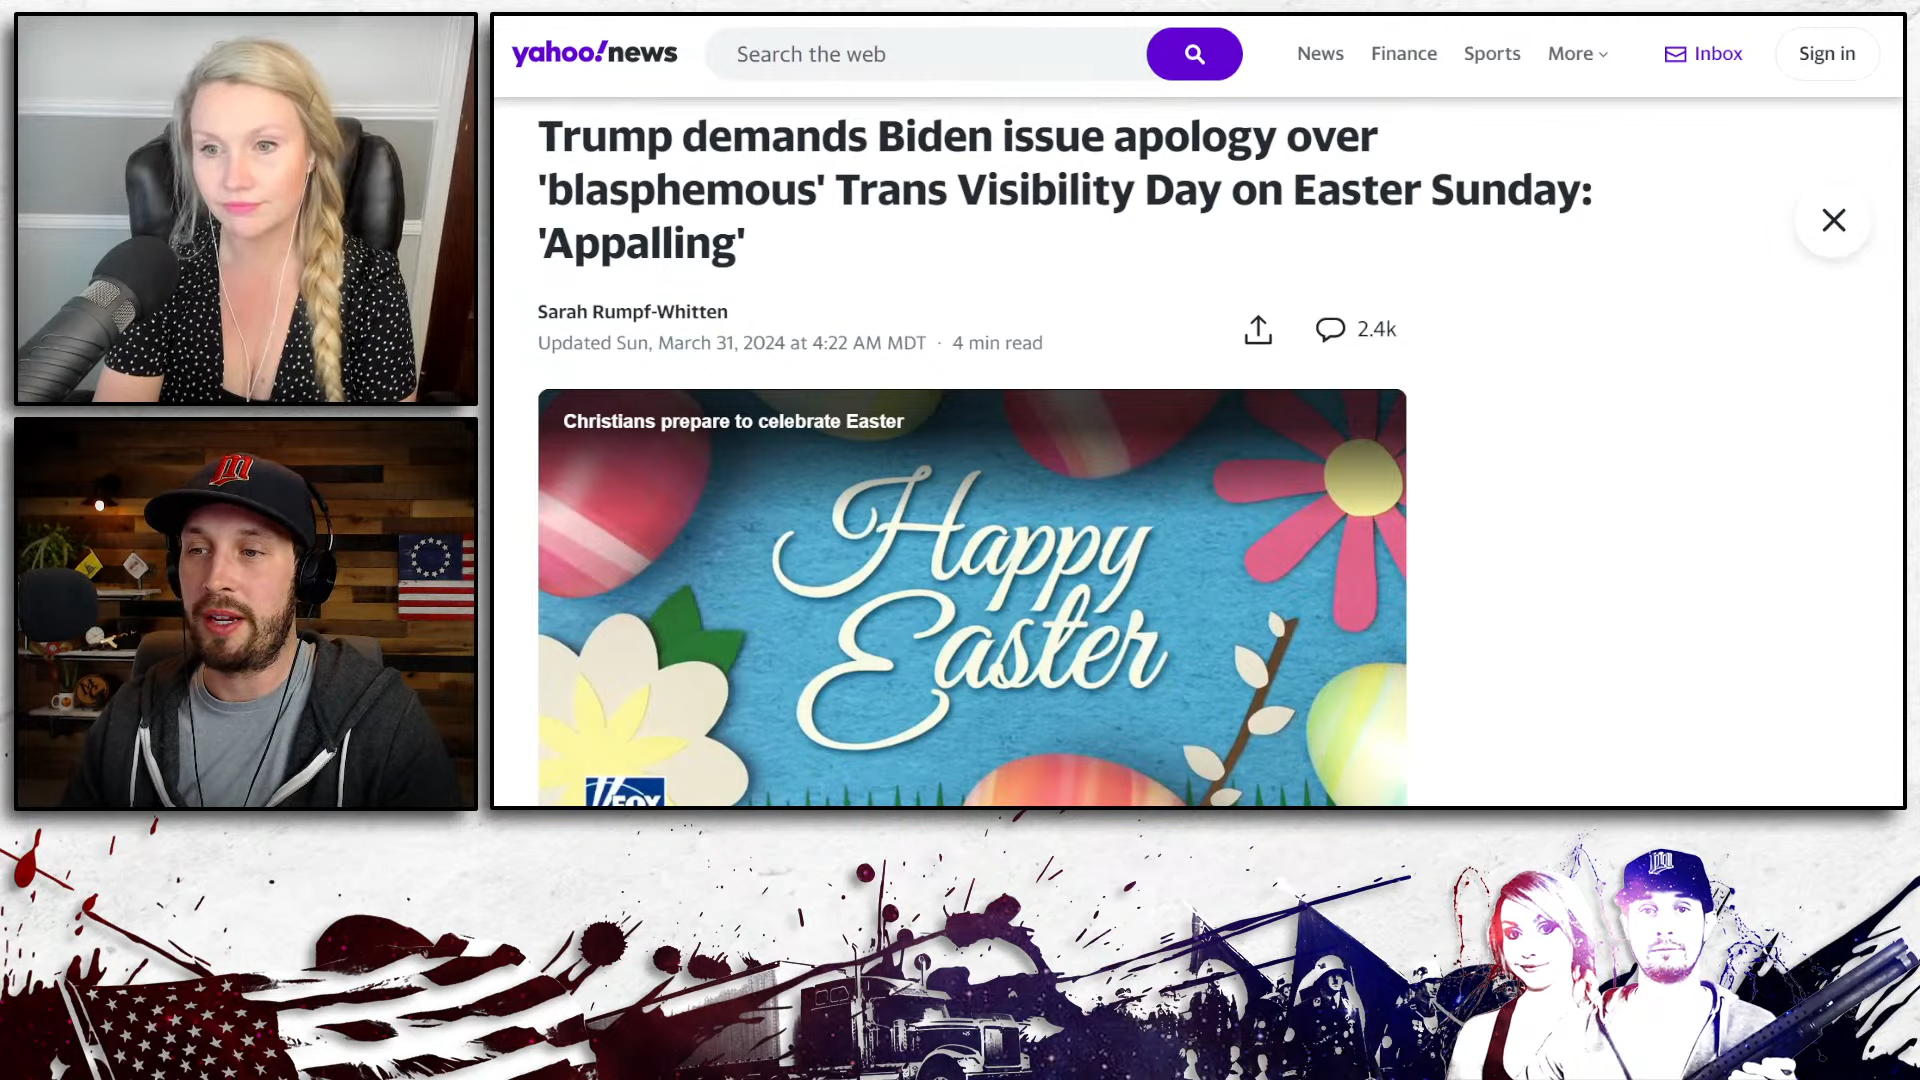 yahoo!news
Search the web
News Finance Sports More
Inbox
Sign in
Trump demands Biden issue apology over
'blasphemous' Trans Visibility Day on Easter Sunday:
'Appalling'
Sarah Rumpf-Whitten
Updated Sun, March 31, 2024 at 4:22 AM MDT · 4 min read
2.4k
Christians prepare to celebrate Easter
Happy
Easter
FOX